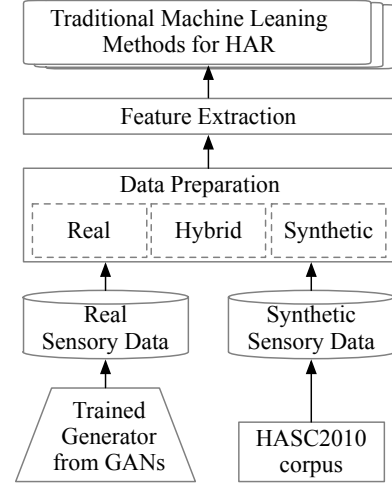 Traditional Machine Leaning
Methods for HAR
Feature Extraction
Data Preparation
Real Hybrid Synthetic
Real
Sensory Data
Synthetic
Sensory Data
Trained
Generator
from GANs
HASC2010
corpus